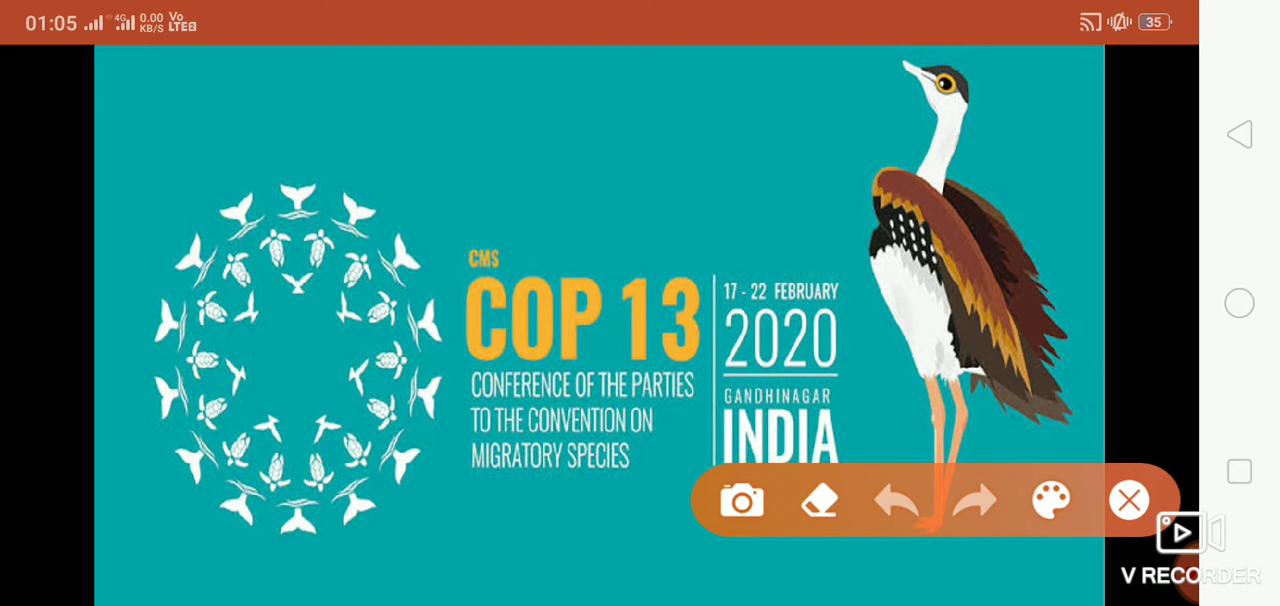 01:05 4G 0.00 KB/S Vo LTE2 35
CMS
COP 13
CONFERENCE OF THE PARTIES
TO THE CONVENTION ON
MIGRATORY SPECIES
17 - 22 FEBRUARY
2020
GANDHINAGAR
INDIA
V RECORDER